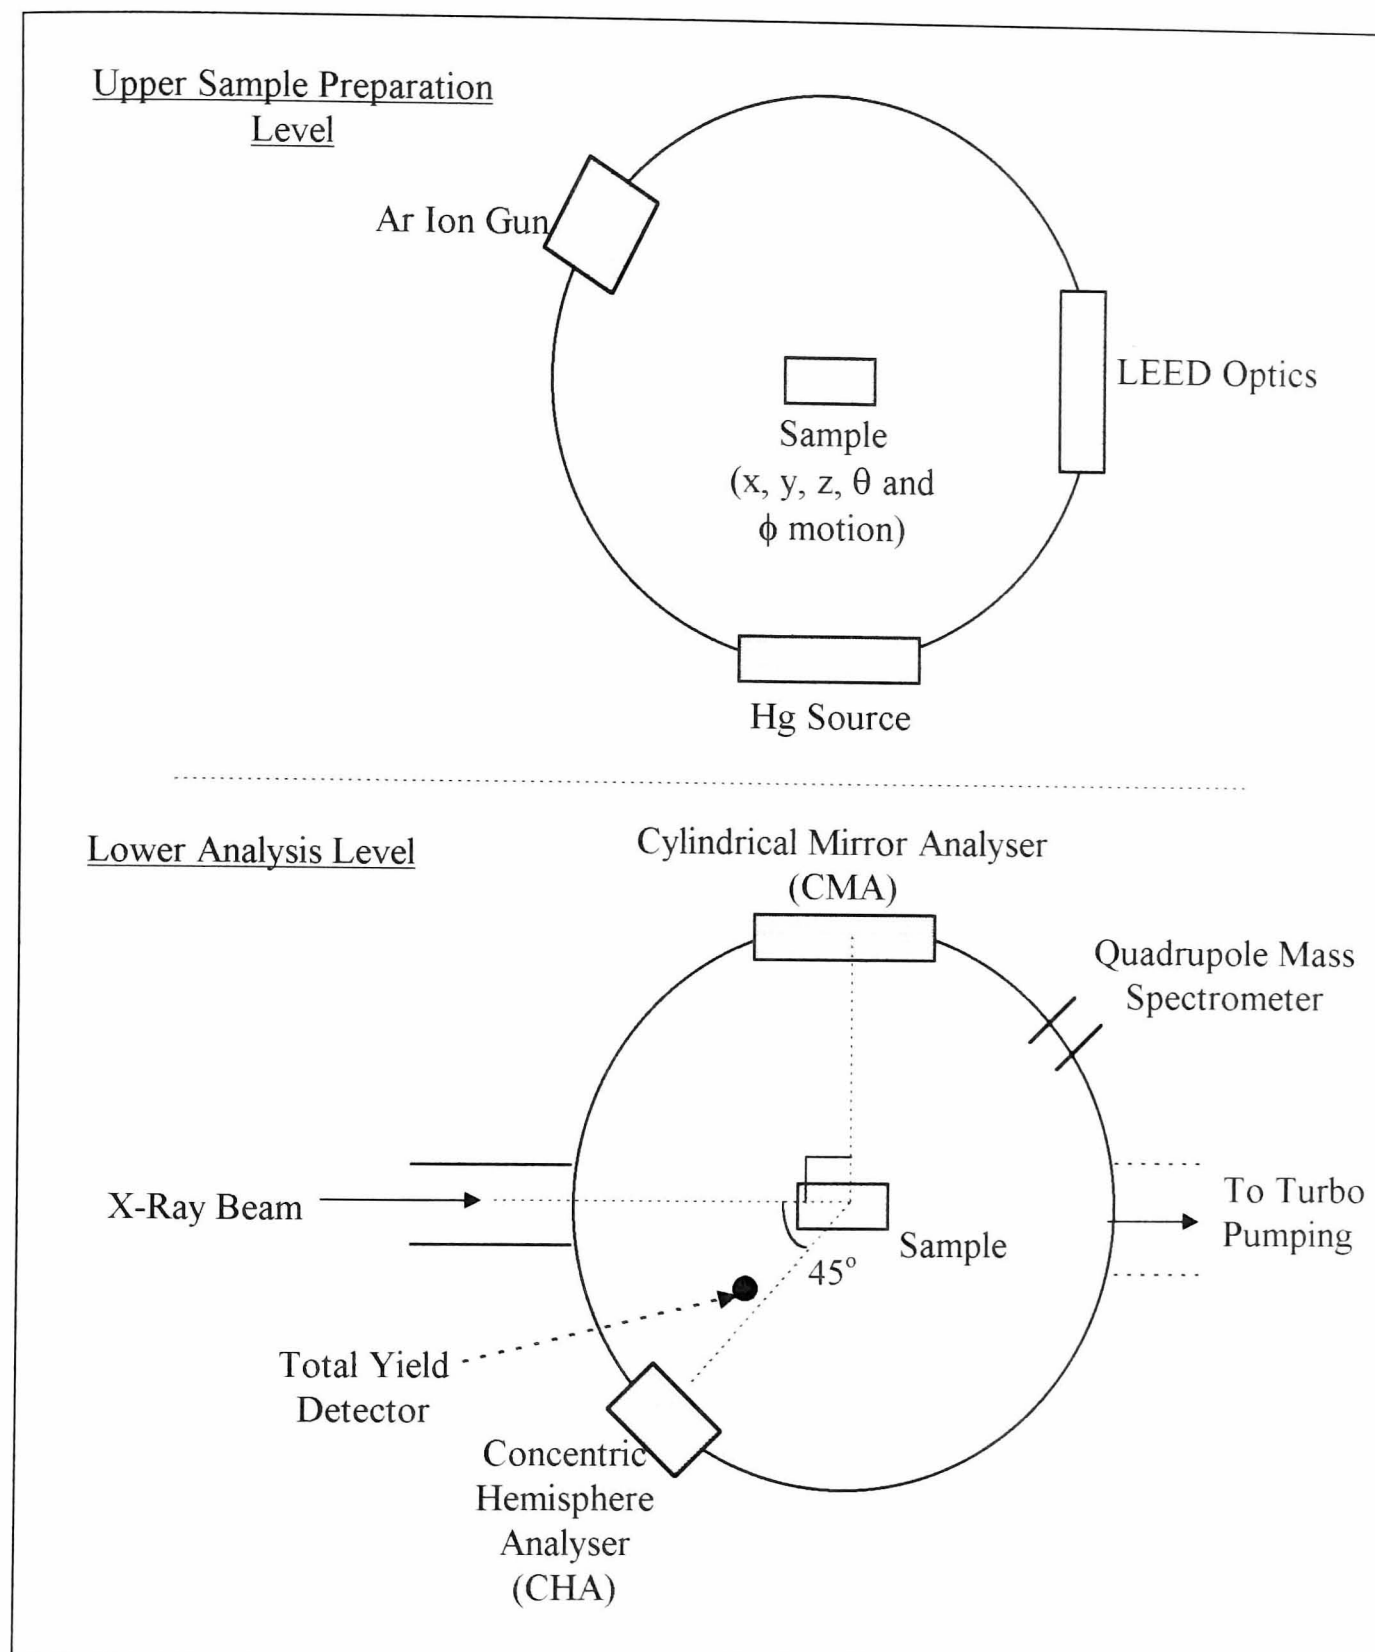 Upper Sample Preparation
Level
Ar Ion Gun
LEED Optics
Sample
(x, y, z, θ and
ϕ motion)
Hg Source
Lower Analysis Level
Cylindrical Mirror Analyser
(CMA)
Quadrupole Mass
Spectrometer
X-Ray Beam
To Turbo
Pumping
Sample
45°
Total Yield
Detector
Concentric
Hemisphere
Analyser
(CHA)